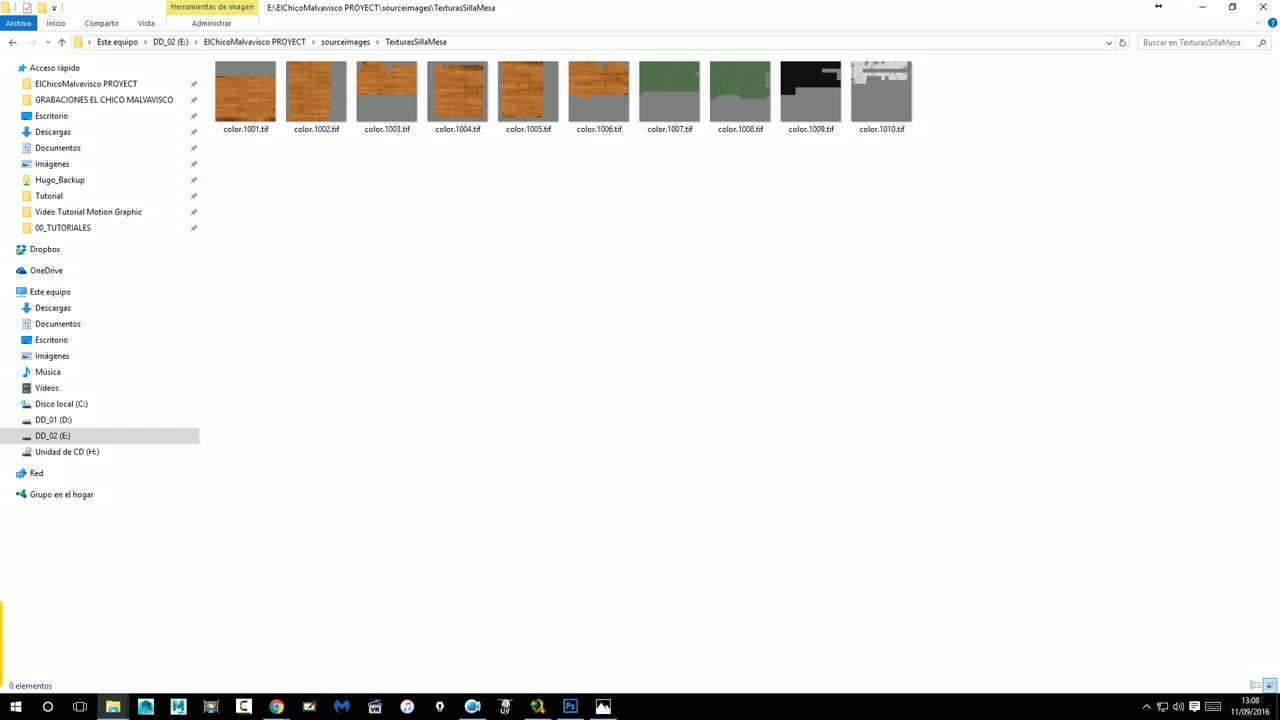 Herramientas de imagen
E:\ElChicoMalvavisco PROYECT\sourceimages\TexturasSillaMesa
Archivo Inicio Compartir Vista Administrar
Este equipo DD_02 (E:) ElChicoMalvavisco PROYECT sourceimages TexturasSillaMesa
Buscar en TexturasSillaMesa
Acceso rápido
ElChicoMalvavisco PROYECT
GRABACIONES EL CHICO MALVAVISCO
Escritorio
Descargas
Documentos
Imágenes
Hugo_Backup
Tutorial
Video Tutorial Motion Graphic
00_TUTORIALES
Dropbox
OneDrive
Este equipo
Descargas
Documentos
Escritorio
Imágenes
Música
Vídeos
Disco local (C:)
DD_01 (D:)
DD_02 (E:)
Unidad de CD (H:)
Red
Grupo en el hogar
color.1001.tif color.1002.tif color.1003.tif color.1004.tif color.1005.tif color.1006.tif color.1007.tif color.1008.tif color.1009.tif color.1010.tif
0 elementos
13:08
11/09/2016